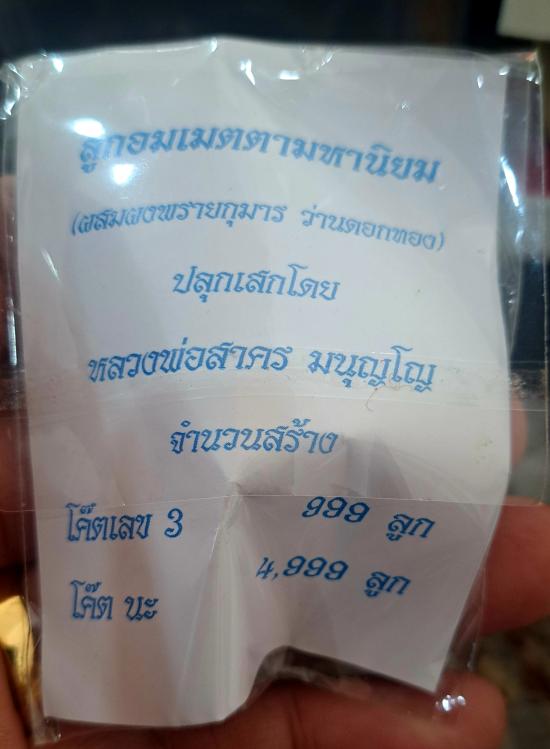 ลูกอมเมตตามหานิยม
(ผสมผงพรายกุมาร ว่านดอกทอง)
ปลุกเสกโดย
หลวงพ่อสาคร มนุญโญ
จำนวนสร้าง
โค๊ตเลข 3 999 ลูก
โค๊ต นะ 4,999 ลูก